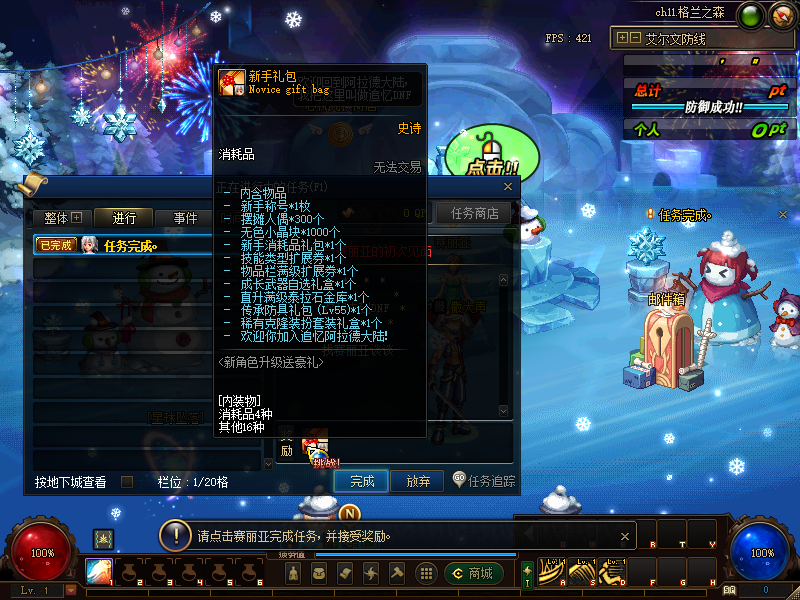 ch11.格兰之森
FPS : 421
艾尔文防线
总计 pt
防御成功!!
个人 0pt
点击!!
新手礼包
Novice gift bag
史诗
消耗品
无法交易
内含物品
- 新手称号*1枚
- 摆摊人偶*300个
- 无色小晶块*1000个
- 新手消耗品礼包*1个
- 技能类型扩展券*1个
- 物品栏满级扩展券*1个
- 成长武器自选礼盒*1个
- 直升满级泰拉石金库*1个
- 传承防具礼包 (Lv55)*1个
- 稀有克隆装扮套装礼盒*1个
- 欢迎你加入追忆阿拉德大陆!
<新角色升级送豪礼>
[内装物]
消耗品4种
其他16种
整体 进行 事件
任务商店
已完成 任务完成。
任务完成。
邮件箱
奖励
挑战!
按地下城查看 栏位 : 1/20格
完成 放弃 任务追踪
请点击赛丽亚完成任务，并接受奖励。
100%
100%
Lv. 1
1 2 3 4 5 6
商城
A S D F G H
R T Y
0